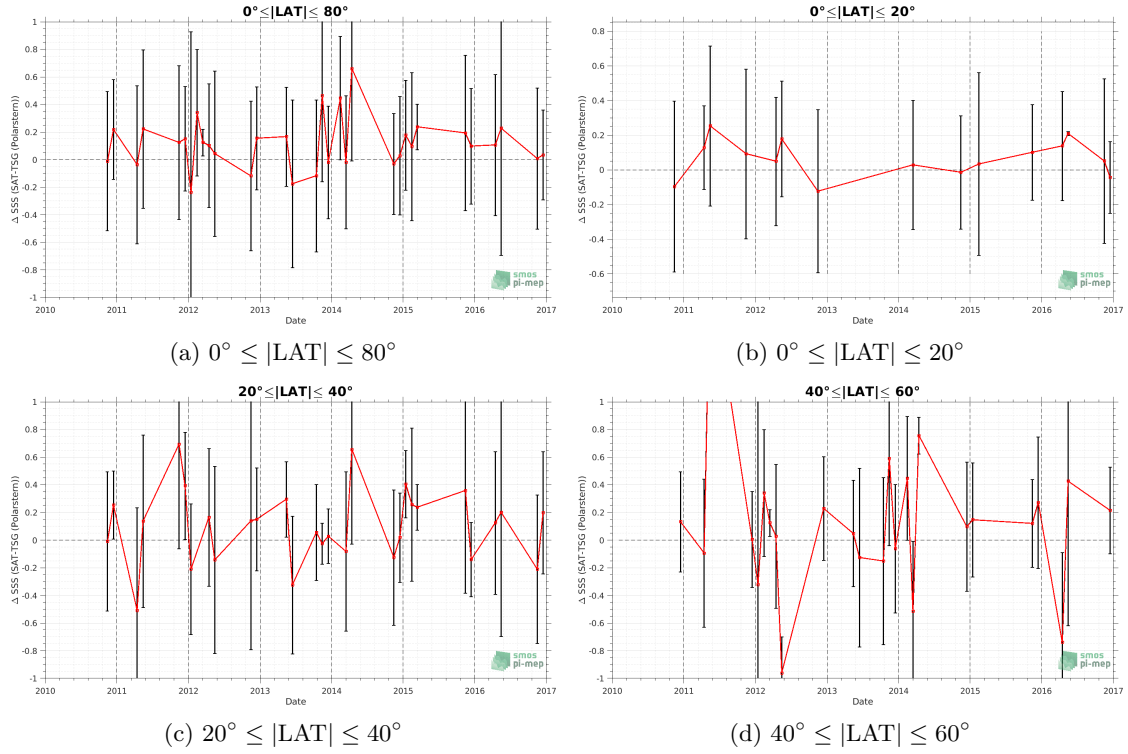 0°≤|LAT|≤ 80°
Δ SSS (SAT-TSG (Polarstern))
1
0.8
0.6
0.4
0.2
0
-0.2
-0.4
-0.6
-0.8
-1
2010 2011 2012 2013 2014 2015 2016 2017
Date
smos
pi-mep
(a) 0° ≤ |LAT| ≤ 80°
0°≤|LAT|≤ 20°
Δ SSS (SAT-TSG (Polarstern))
0.8
0.6
0.4
0.2
0
-0.2
-0.4
-0.6
2010 2011 2012 2013 2014 2015 2016 2017
Date
smos
pi-mep
(b) 0° ≤ |LAT| ≤ 20°
20°≤|LAT|≤ 40°
Δ SSS (SAT-TSG (Polarstern))
1
0.8
0.6
0.4
0.2
0
-0.2
-0.4
-0.6
-0.8
-1
2010 2011 2012 2013 2014 2015 2016 2017
Date
smos
pi-mep
(c) 20° ≤ |LAT| ≤ 40°
40°≤|LAT|≤ 60°
Δ SSS (SAT-TSG (Polarstern))
1
0.8
0.6
0.4
0.2
0
-0.2
-0.4
-0.6
-0.8
-1
2010 2011 2012 2013 2014 2015 2016 2017
Date
smos
pi-mep
(d) 40° ≤ |LAT| ≤ 60°